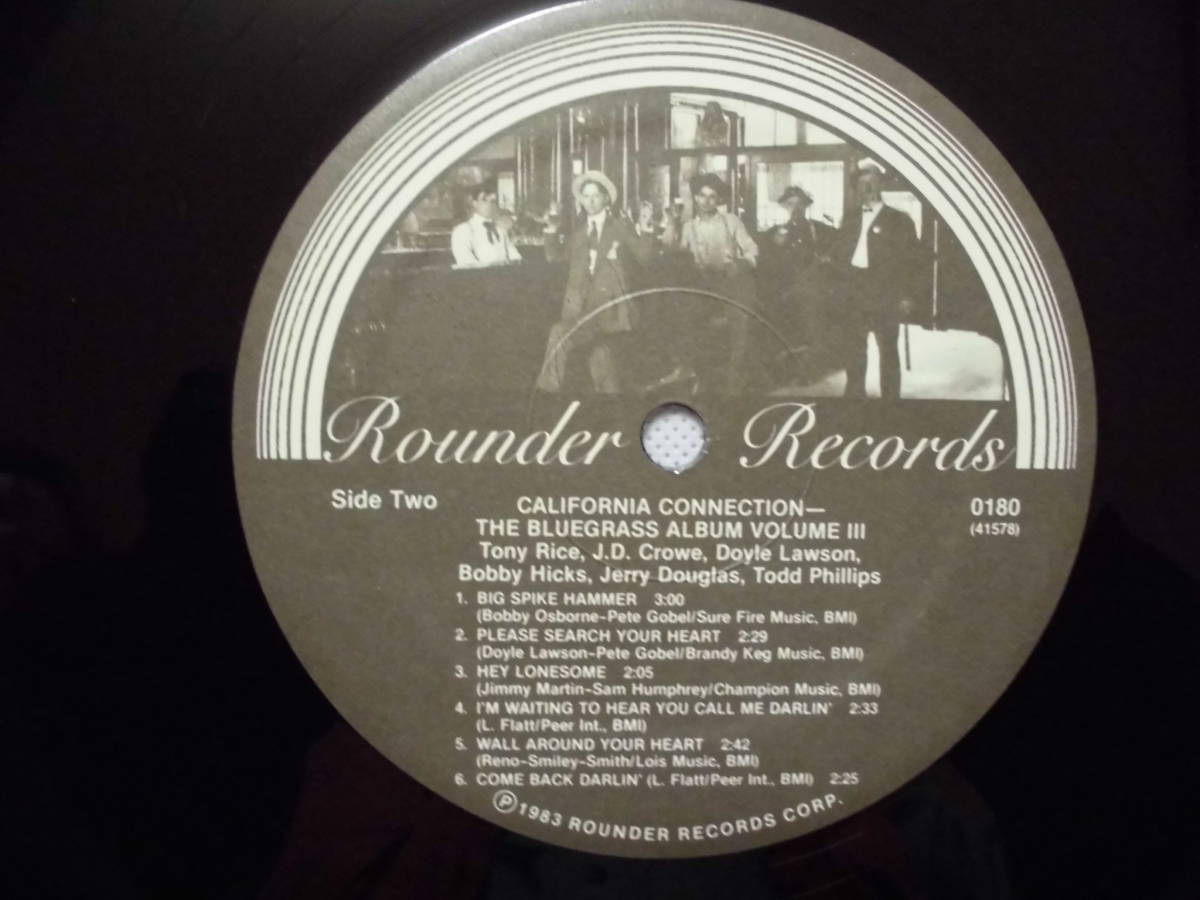 Rounder Records
Side Two
CALIFORNIA CONNECTION—
0180
THE BLUEGRASS ALBUM VOLUME III
(41578)
Tony Rice, J.D. Crowe, Doyle Lawson,
Bobby Hicks, Jerry Douglas, Todd Phillips
1. BIG SPIKE HAMMER 3:00
(Bobby Osborne-Pete Gobel/Sure Fire Music, BMI)
2. PLEASE SEARCH YOUR HEART 2:29
(Doyle Lawson-Pete Gobel/Brandy Keg Music, BMI)
3. HEY LONESOME 2:05
(Jimmy Martin-Sam Humphrey/Champion Music, BMI)
4. I'M WAITING TO HEAR YOU CALL ME DARLIN' 2:33
(L. Flatt/Peer Int., BMI)
5. WALL AROUND YOUR HEART 2:42
(Reno-Smiley-Smith/Lois Music, BMI)
6. COME BACK DARLIN' (L. Flatt/Peer Int., BMI) 2:25
℗1983 ROUNDER RECORDS CORP.